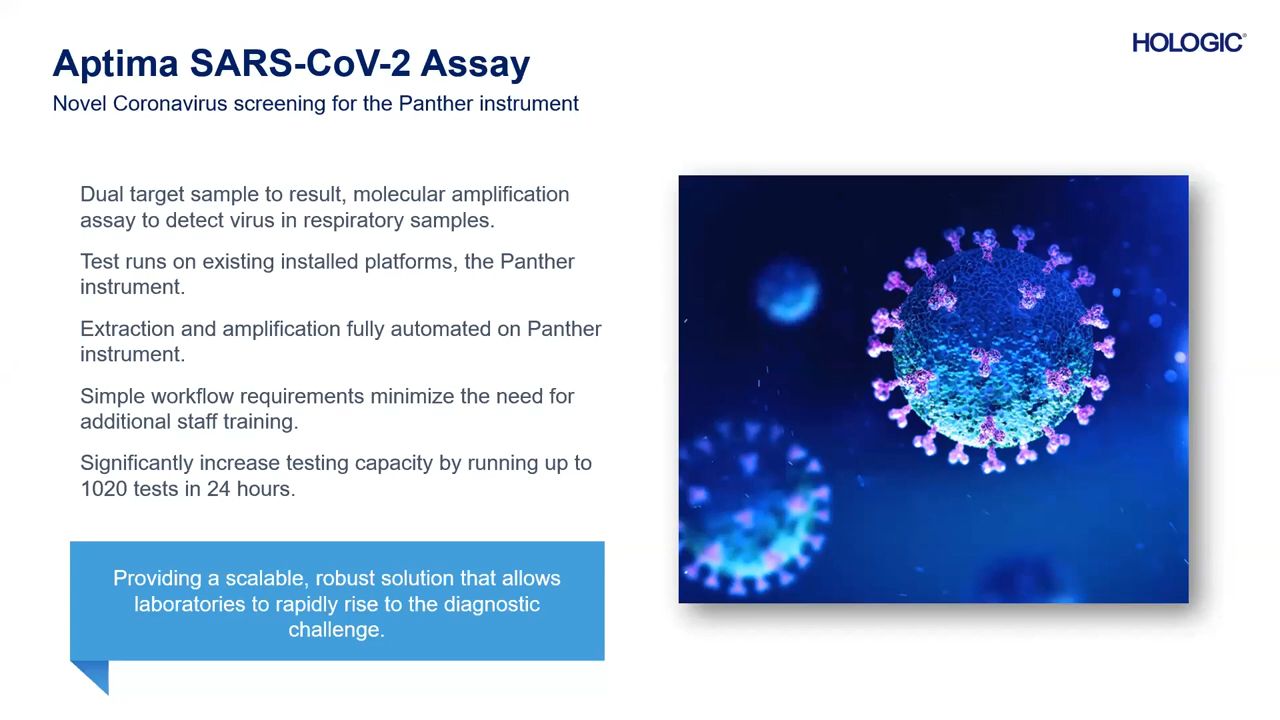 Aptima SARS-CoV-2 Assay
HOLOGIC®
Novel Coronavirus screening for the Panther instrument
Dual target sample to result, molecular amplification
assay to detect virus in respiratory samples.
Test runs on existing installed platforms, the Panther
instrument.
Extraction and amplification fully automated on Panther
instrument.
Simple workflow requirements minimize the need for
additional staff training.
Significantly increase testing capacity by running up to
1020 tests in 24 hours.
Providing a scalable, robust solution that allows
laboratories to rapidly rise to the diagnostic
challenge.